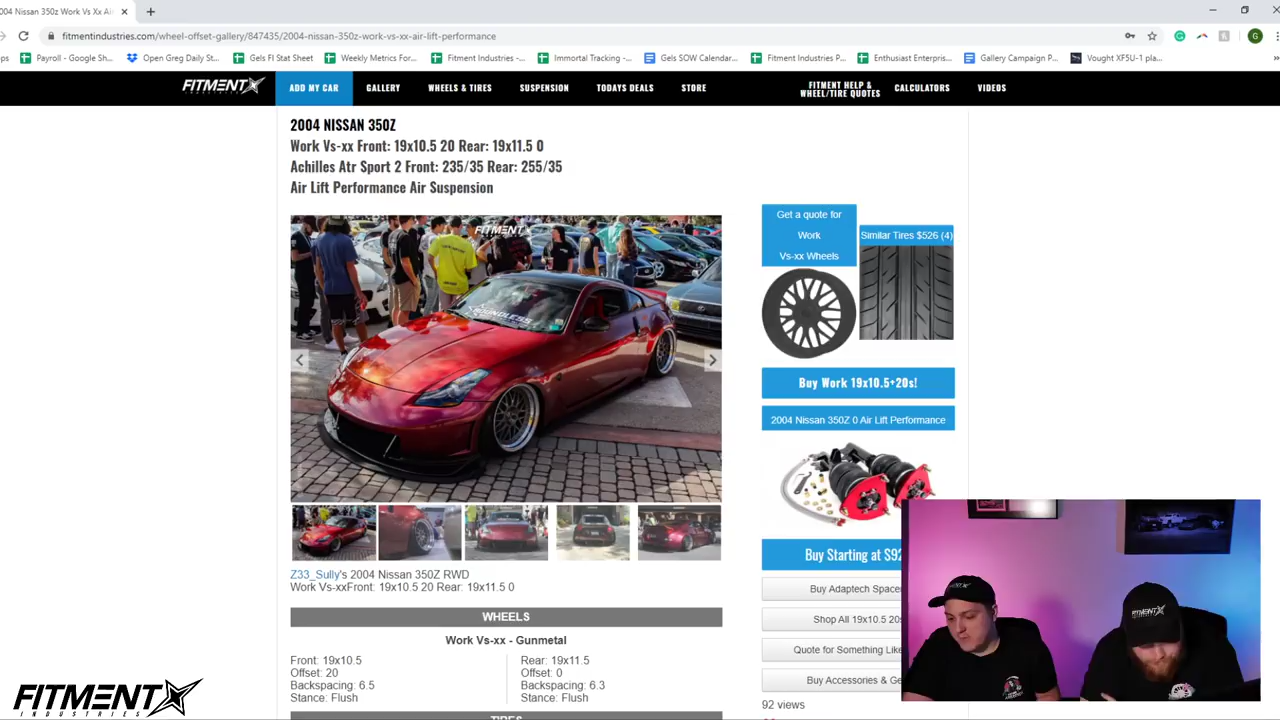 2004 Nissan 350z Work Vs Xx Ai
fitmentindustries.com/wheel-offset-gallery/847435/2004-nissan-350z-work-vs-xx-air-lift-performance
G
ps
Payroll - Google Sh...
Open Greg Daily St...
Gels FI Stat Sheet
Weekly Metrics For...
Fitment Industries -...
Immortal Tracking -...
Gels SOW Calendar...
Fitment Industries P...
Enthusiast Enterpris...
Gallery Campaign P...
Vought XF5U-1 pla...
FITMENT INDUSTRIES
ADD MY CAR
GALLERY
WHEELS & TIRES
SUSPENSION
TODAYS DEALS
STORE
FITMENT HELP &
WHEEL/TIRE QUOTES
CALCULATORS
VIDEOS
2004 NISSAN 350Z
Work Vs-xx Front: 19x10.5 20 Rear: 19x11.5 0
Achilles Atr Sport 2 Front: 235/35 Rear: 255/35
Air Lift Performance Air Suspension
FITMENT
Get a quote for
Work
Vs-xx Wheels
Similar Tires $526 (4)
Buy Work 19x10.5+20s!
2004 Nissan 350Z 0 Air Lift Performance
Buy Starting at $92
Buy Adaptech Space
Shop All 19x10.5 20s
Quote for Something Like
Buy Accessories & Ge
92 views
Z33_Sully's 2004 Nissan 350Z RWD
Work Vs-xxFront: 19x10.5 20 Rear: 19x11.5 0
WHEELS
Work Vs-xx - Gunmetal
Front: 19x10.5
Offset: 20
Backspacing: 6.5
Stance: Flush
Rear: 19x11.5
Offset: 0
Backspacing: 6.3
Stance: Flush
TIRES
FITMENT
FITMENT
INDUSTRIES